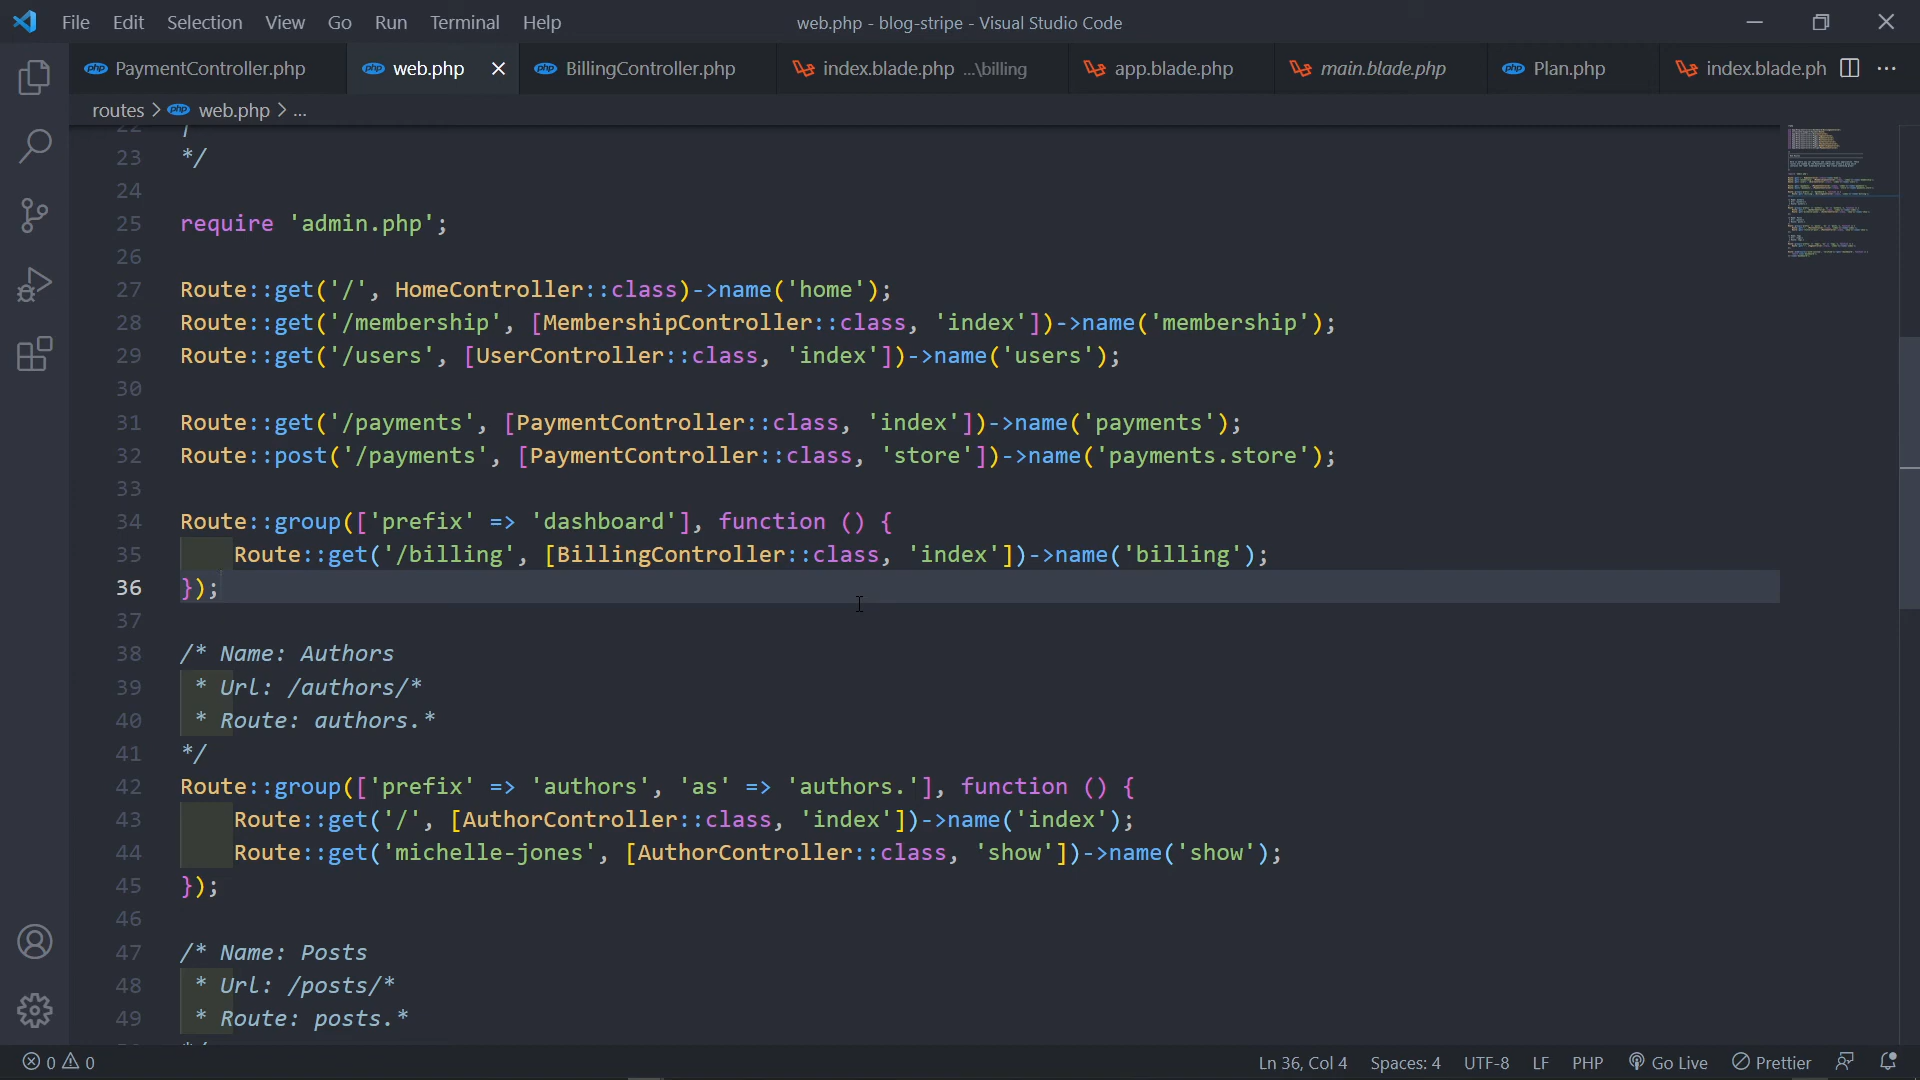 File Edit Selection View Go Run Terminal Help web.php - blog-stripe - Visual Studio Code
PaymentController.php web.php BillingController.php index.blade.php ...\billing app.blade.php main.blade.php Plan.php index.blade.ph
routes > web.php > ...
22 |
23 */
24
25 require 'admin.php';
26
27 Route::get('/', HomeController::class)->name('home');
28 Route::get('/membership', [MembershipController::class, 'index'])->name('membership');
29 Route::get('/users', [UserController::class, 'index'])->name('users');
30
31 Route::get('/payments', [PaymentController::class, 'index'])->name('payments');
32 Route::post('/payments', [PaymentController::class, 'store'])->name('payments.store');
33
34 Route::group(['prefix' => 'dashboard'], function () {
35 Route::get('/billing', [BillingController::class, 'index'])->name('billing');
36 });
37
38 /* Name: Authors
39 * Url: /authors/*
40 * Route: authors.*
41 */
42 Route::group(['prefix' => 'authors', 'as' => 'authors.'], function () {
43 Route::get('/', [AuthorController::class, 'index'])->name('index');
44 Route::get('michelle-jones', [AuthorController::class, 'show'])->name('show');
45 });
46
47 /* Name: Posts
48 * Url: /posts/*
49 * Route: posts.*
0 0 Ln 36, Col 4 Spaces: 4 UTF-8 LF PHP Go Live Prettier